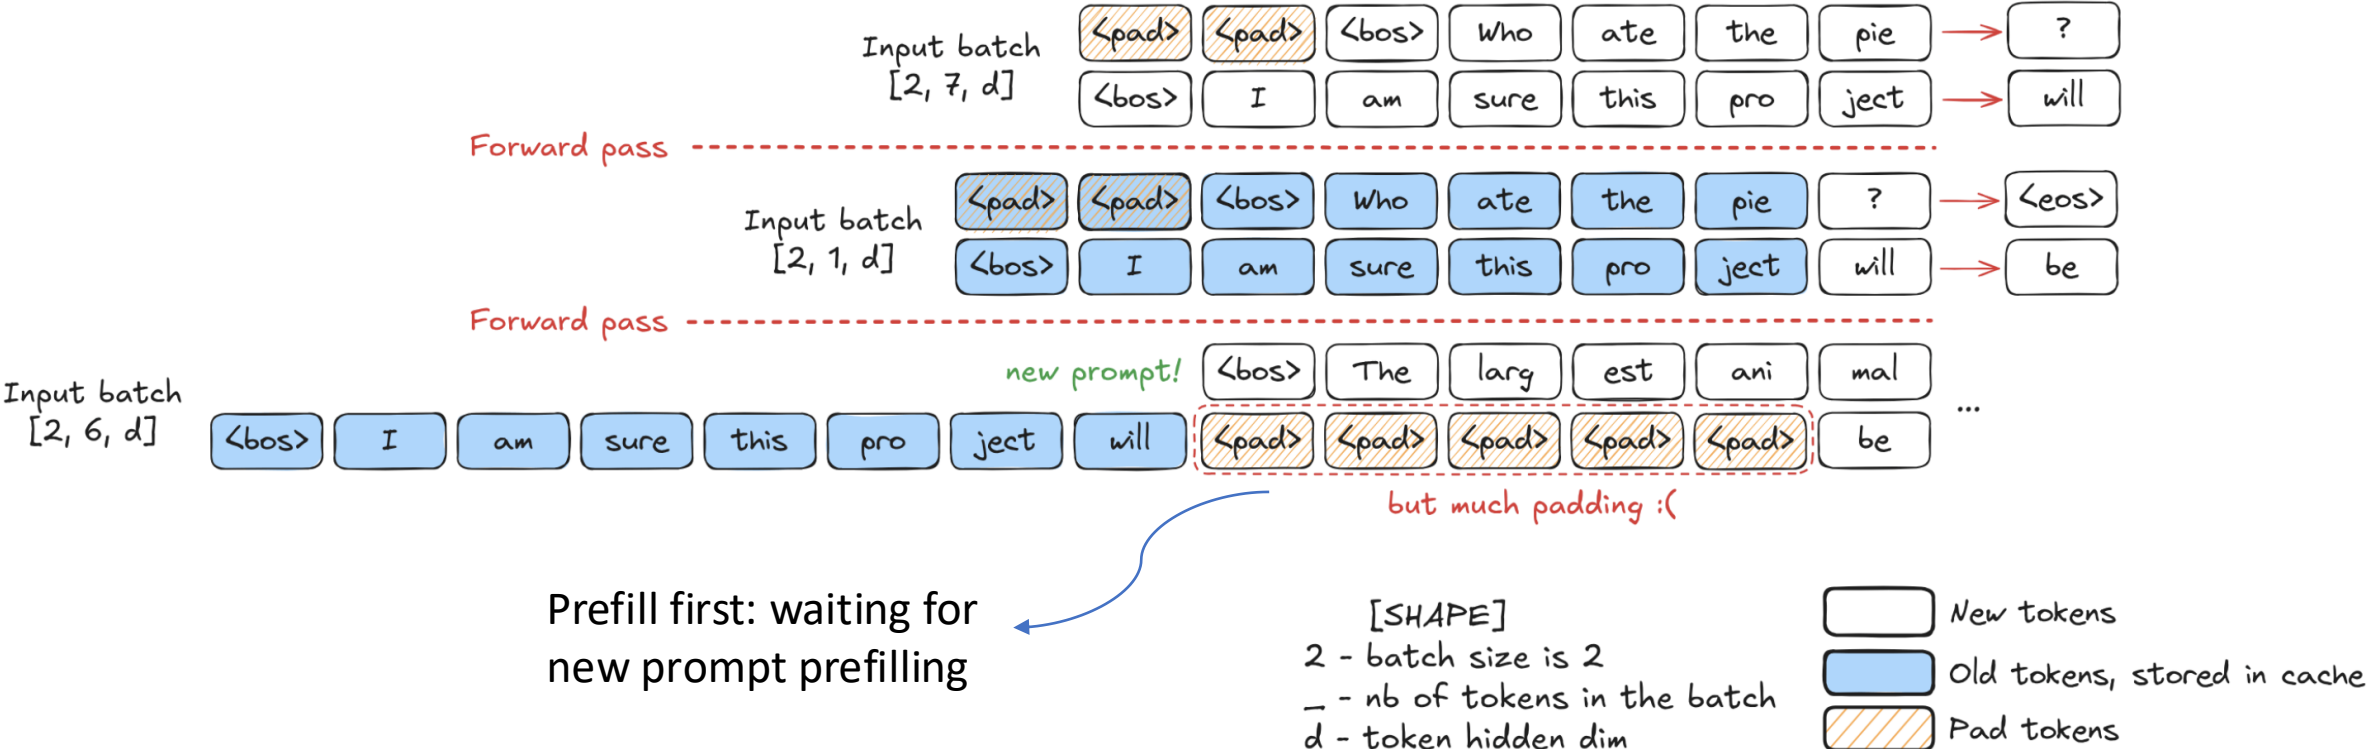 Input batch
[2, 7, d]
<pad> <pad> <bos> Who ate the pie ?
<bos> I am sure this pro ject will
Forward pass
Input batch
[2, 1, d]
<pad> <pad> <bos> Who ate the pie ? <eos>
<bos> I am sure this pro ject will be
Forward pass
Input batch
[2, 6, d]
new prompt! <bos> The larg est ani mal
<bos> I am sure this pro ject will <pad> <pad> <pad> <pad> <pad> be
...
but much padding :(
Prefill first: waiting for
new prompt prefilling
[SHAPE]
2 - batch size is 2
_ - nb of tokens in the batch
d - token hidden dim
New tokens
Old tokens, stored in cache
Pad tokens